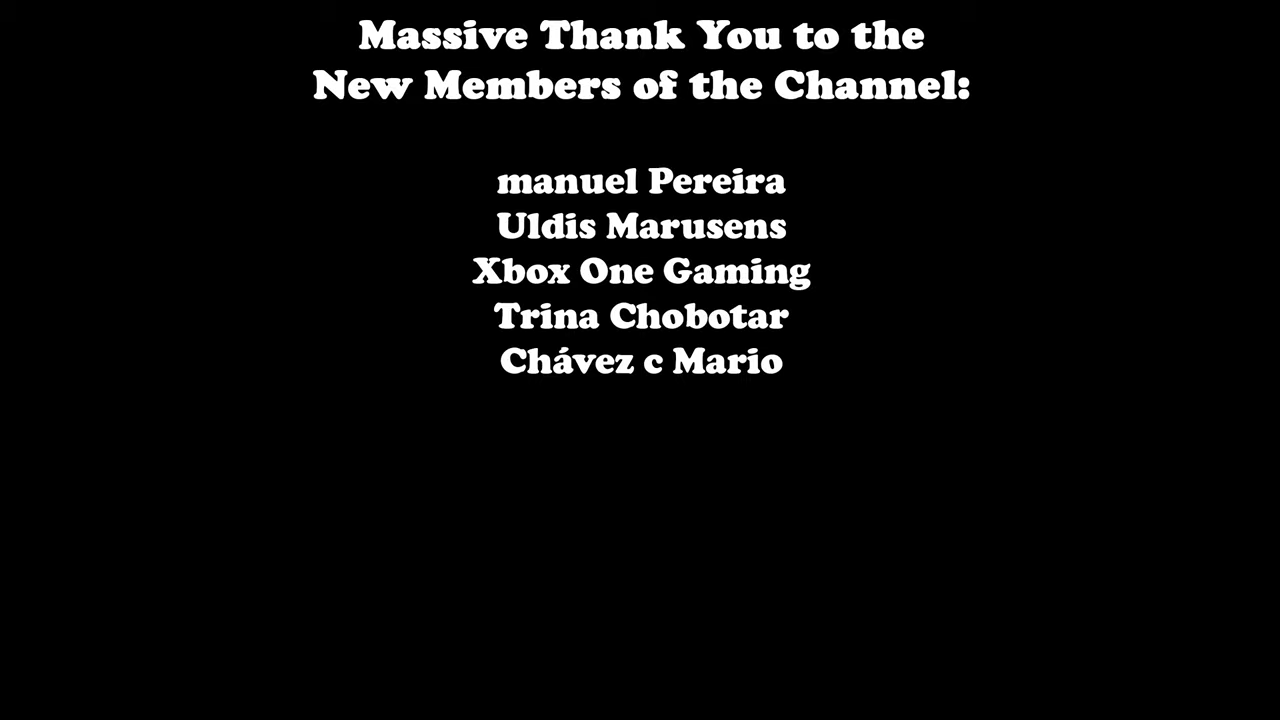 Massive Thank You to the
New Members of the Channel:
manuel Pereira
Uldis Marusens
Xbox One Gaming
Trina Chobotar
Chávez c Mario